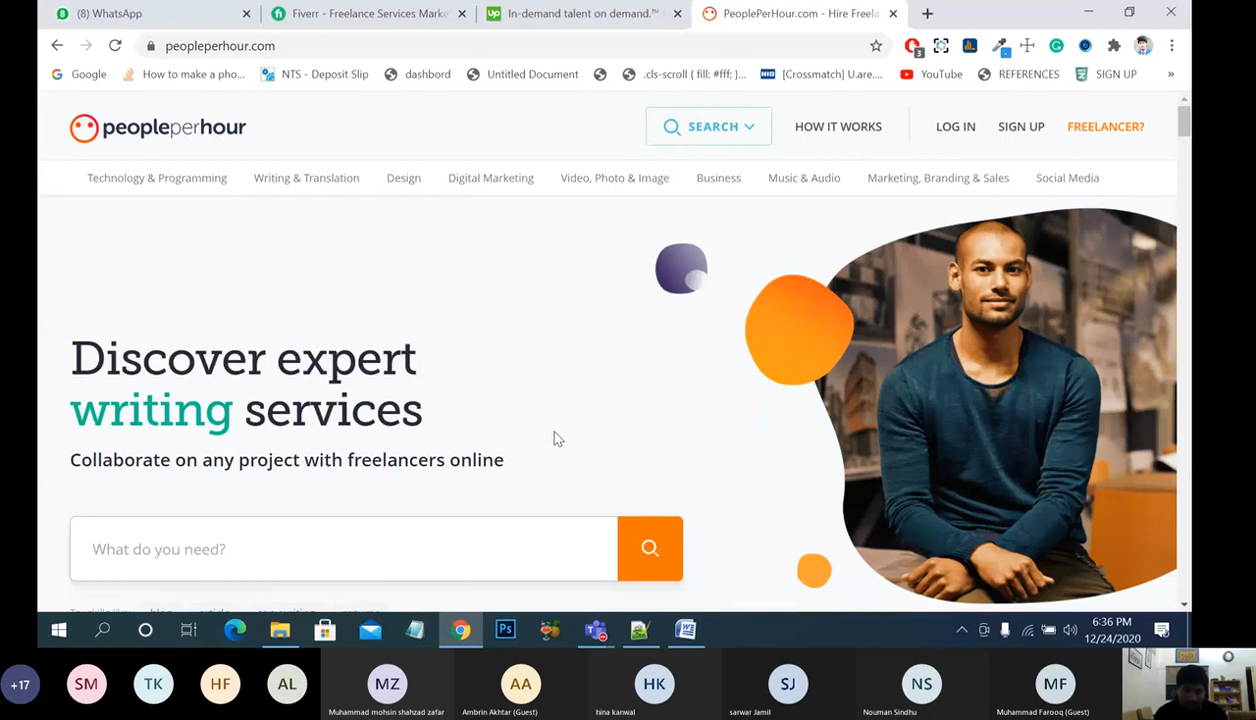 (8) WhatsApp
Fiverr - Freelance Services Marke
In-demand talent on demand.™
PeoplePerHour.com - Hire Freela
peopleperhour.com
3
Google
How to make a pho...
NTS - Deposit Slip
dashbord
Untitled Document
.cls-scroll { fill: #fff; }...
HID
[Crossmatch] U.are....
YouTube
REFERENCES
SIGN UP
»
peopleperhour
SEARCH
HOW IT WORKS
LOG IN
SIGN UP
FREELANCER?
Technology & Programming
Writing & Translation
Design
Digital Marketing
Video, Photo & Image
Business
Music & Audio
Marketing, Branding & Sales
Social Media
Discover expert
writing services
Collaborate on any project with freelancers online
What do you need?
Ps
6:36 PM
12/24/2020
+17
SM
TK
HF
AL
MZ
Muhammad mohsin shahzad zafar
AA
Ambrin Akhtar (Guest)
HK
hina kanwal
SJ
sarwar Jamil
NS
Nouman Sindhu
MF
Muhammad Farooq (Guest)